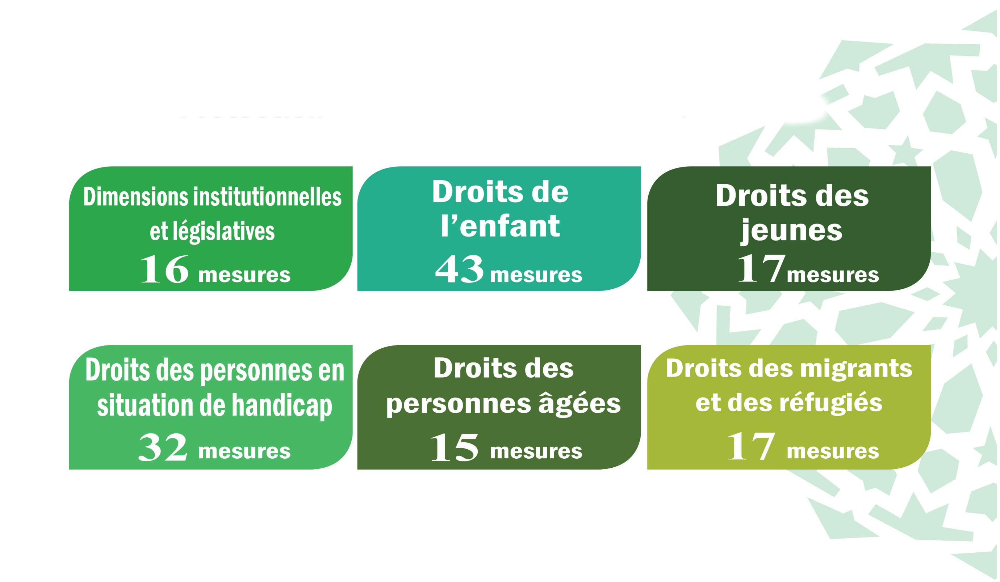 Dimensions institutionnelles
et législatives
16 mesures
Droits de
l’enfant
43 mesures
Droits des
jeunes
17 mesures
Droits des personnes en
situation de handicap
32 mesures
Droits des
personnes âgées
15 mesures
Droits des migrants
et des réfugiés
17 mesures